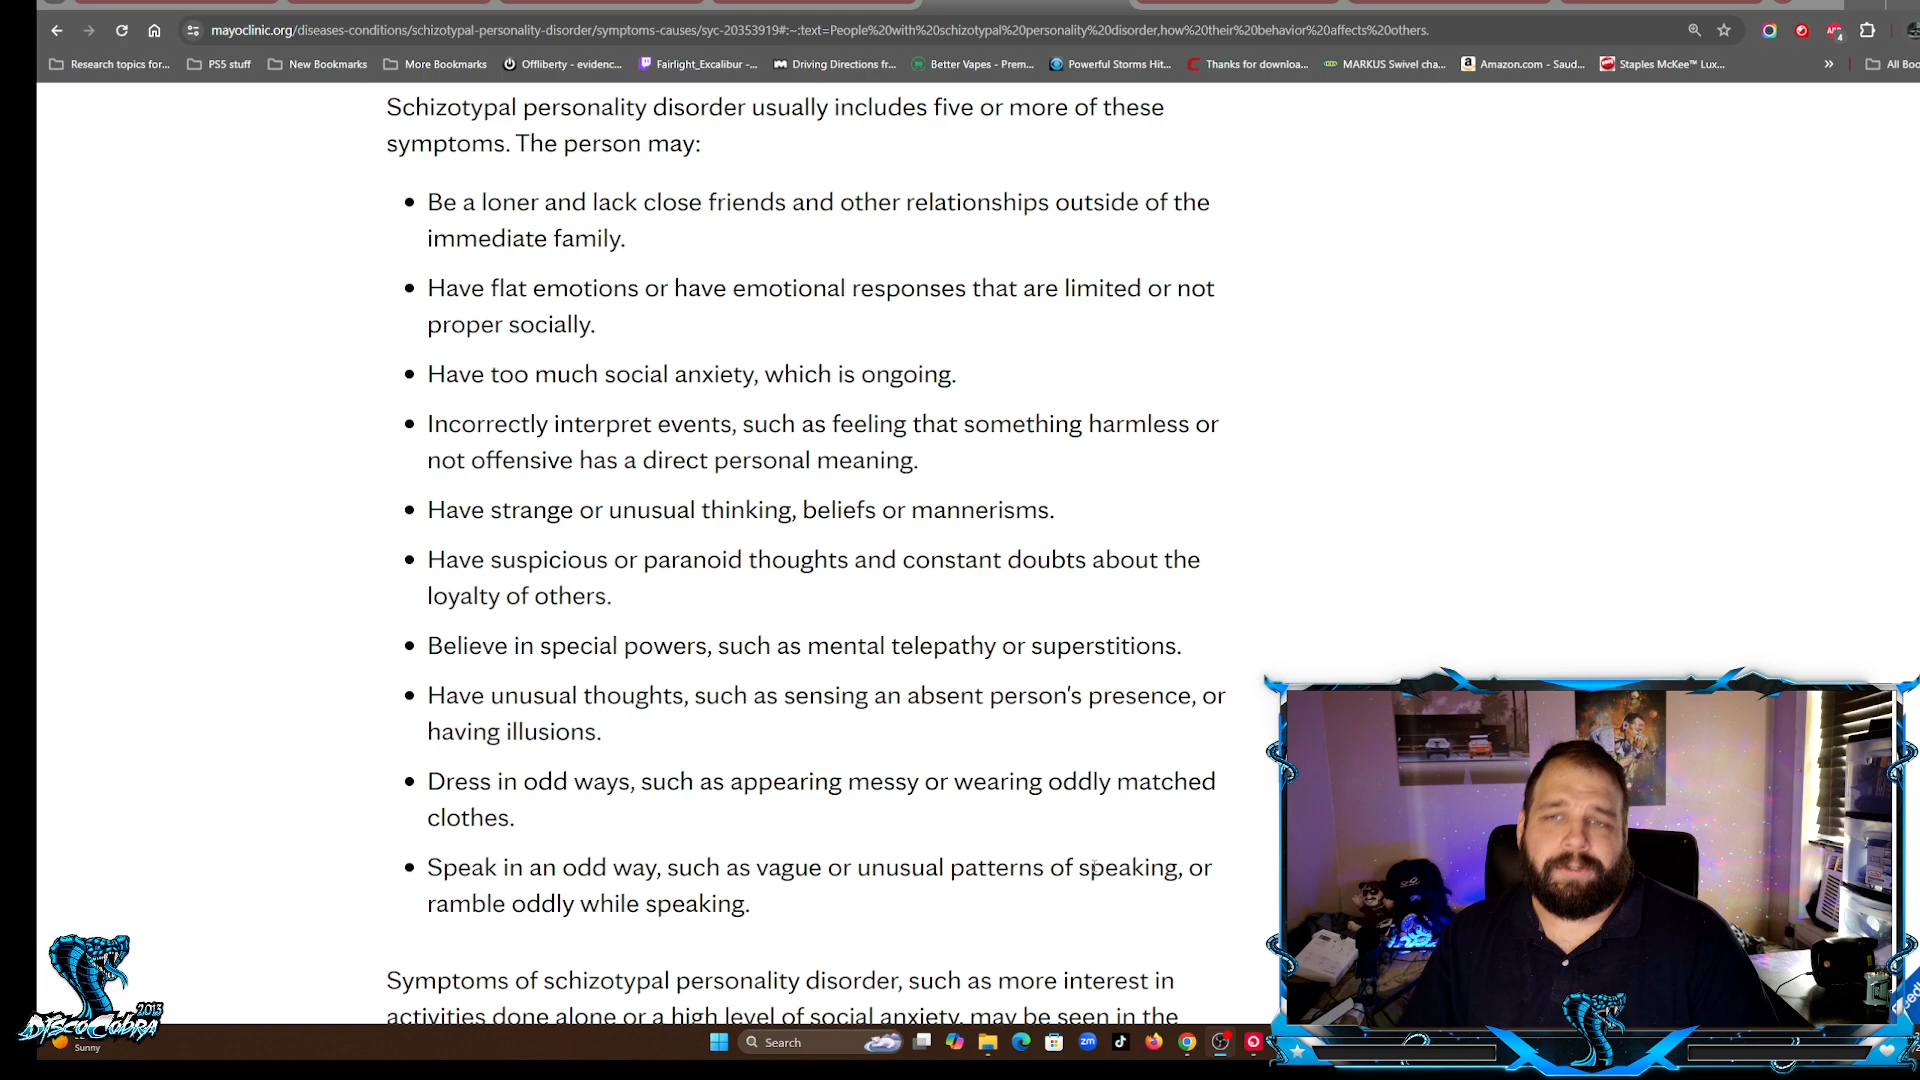 mayoclinic.org/diseases-conditions/schizotypal-personality-disorder/symptoms-causes/syc-20353919#:~:text=People%20with%20schizotypal%20personality%20disorder,how%20their%20behavior%20affects%20others.
Research topics for... PS5 stuff New Bookmarks More Bookmarks Offliberty - evidenc... Fairlight_Excalibur -... Driving Directions fr... Better Vapes - Prem... Powerful Storms Hit... Thanks for downloa... MARKUS Swivel cha... Amazon.com - Saud... Staples McKee™ Lux... » All Boo
Schizotypal personality disorder usually includes five or more of these
symptoms. The person may:
• Be a loner and lack close friends and other relationships outside of the
immediate family.
• Have flat emotions or have emotional responses that are limited or not
proper socially.
• Have too much social anxiety, which is ongoing.
• Incorrectly interpret events, such as feeling that something harmless or
not offensive has a direct personal meaning.
• Have strange or unusual thinking, beliefs or mannerisms.
• Have suspicious or paranoid thoughts and constant doubts about the
loyalty of others.
• Believe in special powers, such as mental telepathy or superstitions.
• Have unusual thoughts, such as sensing an absent person's presence, or
having illusions.
• Dress in odd ways, such as appearing messy or wearing oddly matched
clothes.
• Speak in an odd way, such as vague or unusual patterns of speaking, or
ramble oddly while speaking.
Symptoms of schizotypal personality disorder, such as more interest in
activities done alone or a high level of social anxiety, may be seen in the
2013
DiscoCobra
Sunny
Search
zm